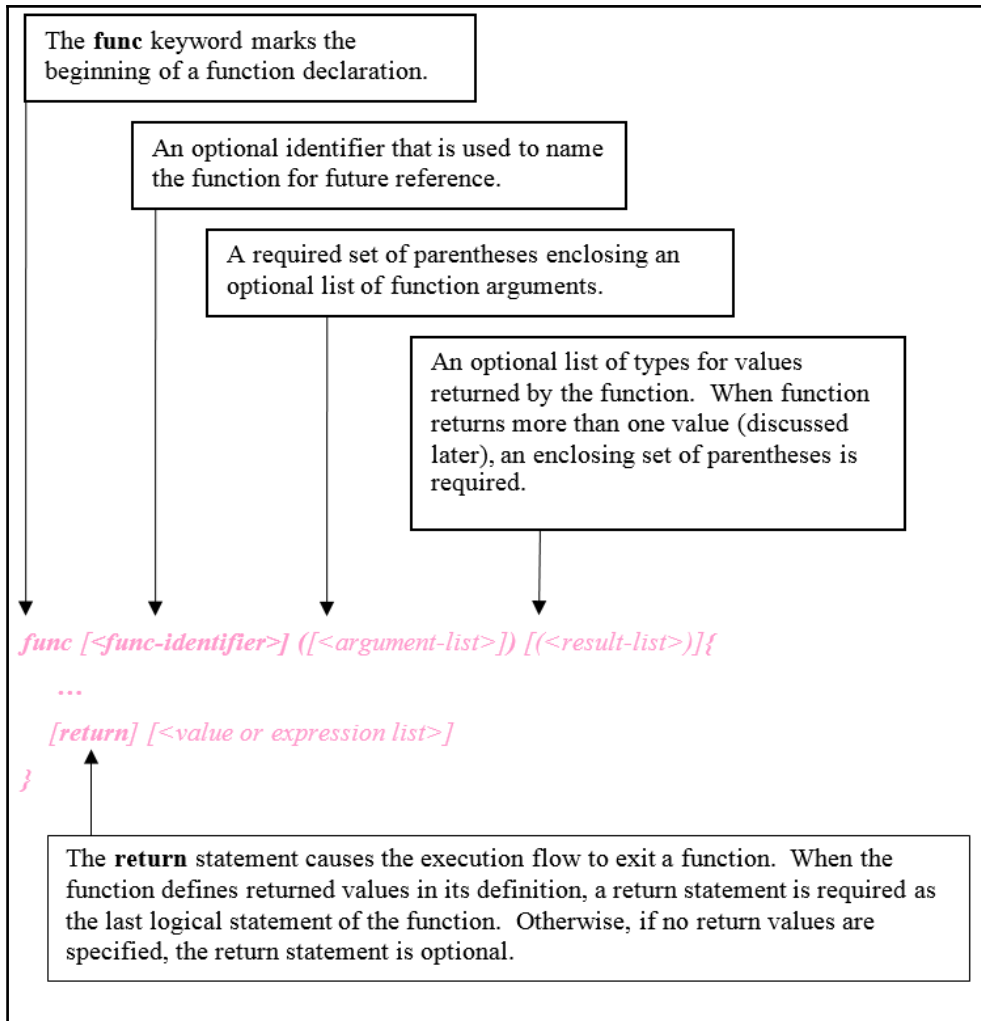 The func keyword marks the
beginning of a function declaration.
An optional identifier that is used to name
the function for future reference.
A required set of parentheses enclosing an
optional list of function arguments.
An optional list of types for values
returned by the function. When function
returns more than one value (discussed
later), an enclosing set of parentheses is
required.
func [<func-identifier>] ([<argument-list>]) [(<result-list>)]{
...
[return] [<value or expression list>]
}
The return statement causes the execution flow to exit a function. When the
function defines returned values in its definition, a return statement is required as
the last logical statement of the function. Otherwise, if no return values are
specified, the return statement is optional.